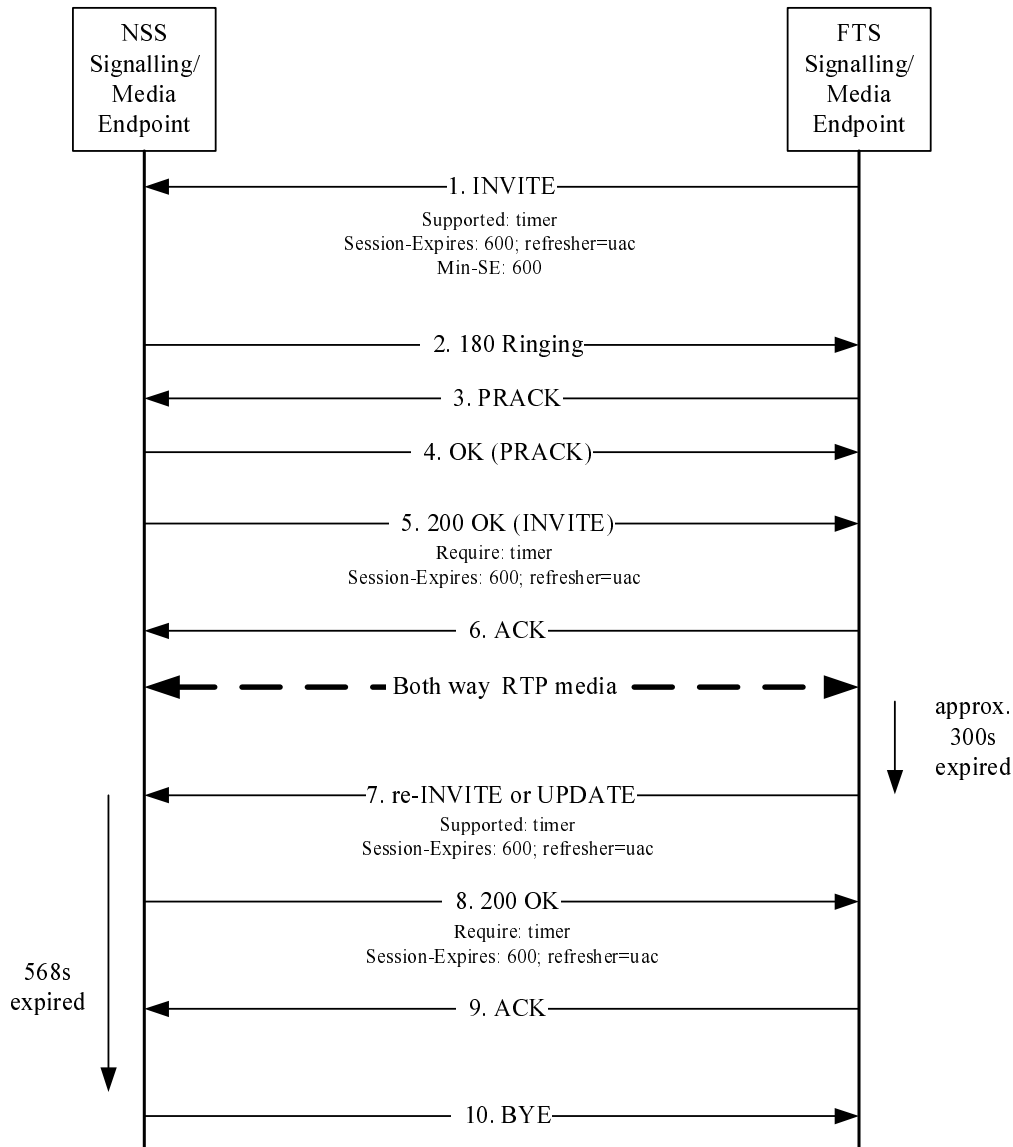 NSS
Signalling/
Media
Endpoint
FTS
Signalling/
Media
Endpoint
1. INVITE
Supported: timer
Session-Expires: 600; refresher=uac
Min-SE: 600
2. 180 Ringing
3. PRACK
4. OK (PRACK)
5. 200 OK (INVITE)
Require: timer
Session-Expires: 600; refresher=uac
6. ACK
Both way RTP media
approx.
300s
expired
7. re-INVITE or UPDATE
Supported: timer
Session-Expires: 600; refresher=uac
8. 200 OK
Require: timer
Session-Expires: 600; refresher=uac
568s
expired
9. ACK
10. BYE